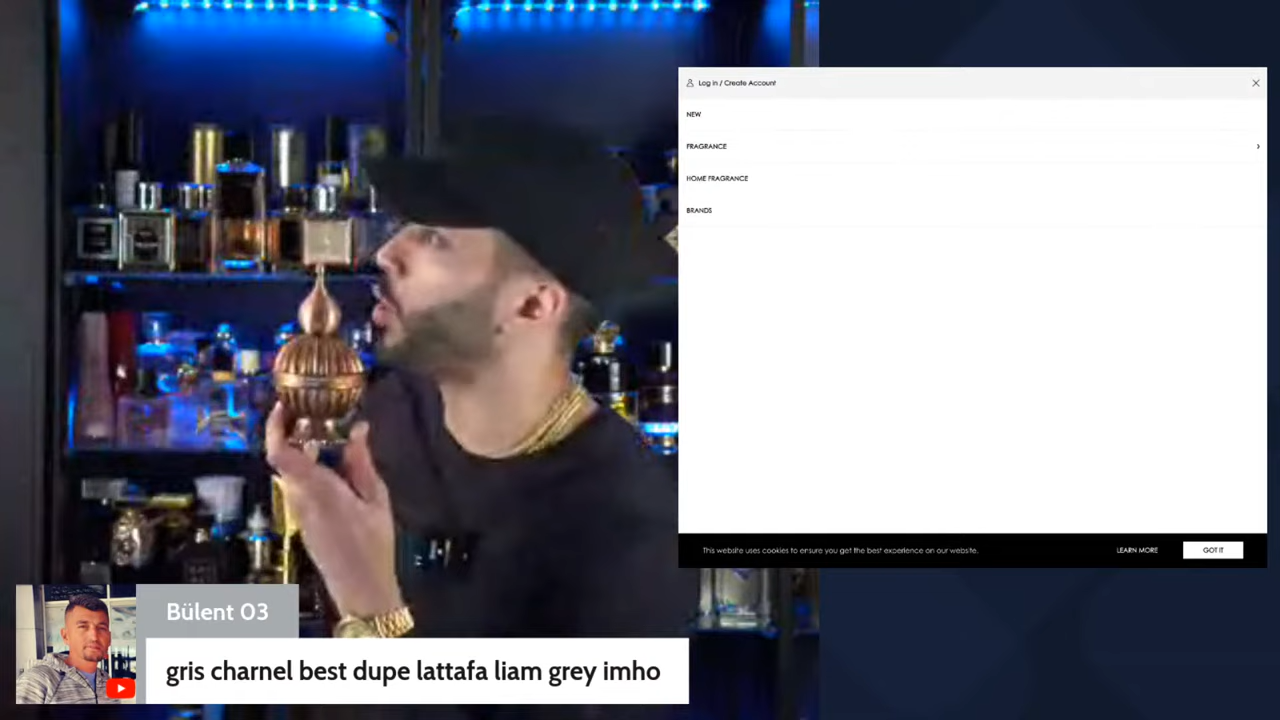 Log in / Create Account
NEW
FRAGRANCE
HOME FRAGRANCE
BRANDS
This website uses cookies to ensure you get the best experience on our website.
LEARN MORE
GOT IT
Bülent 03
gris charnel best dupe lattafa liam grey imho